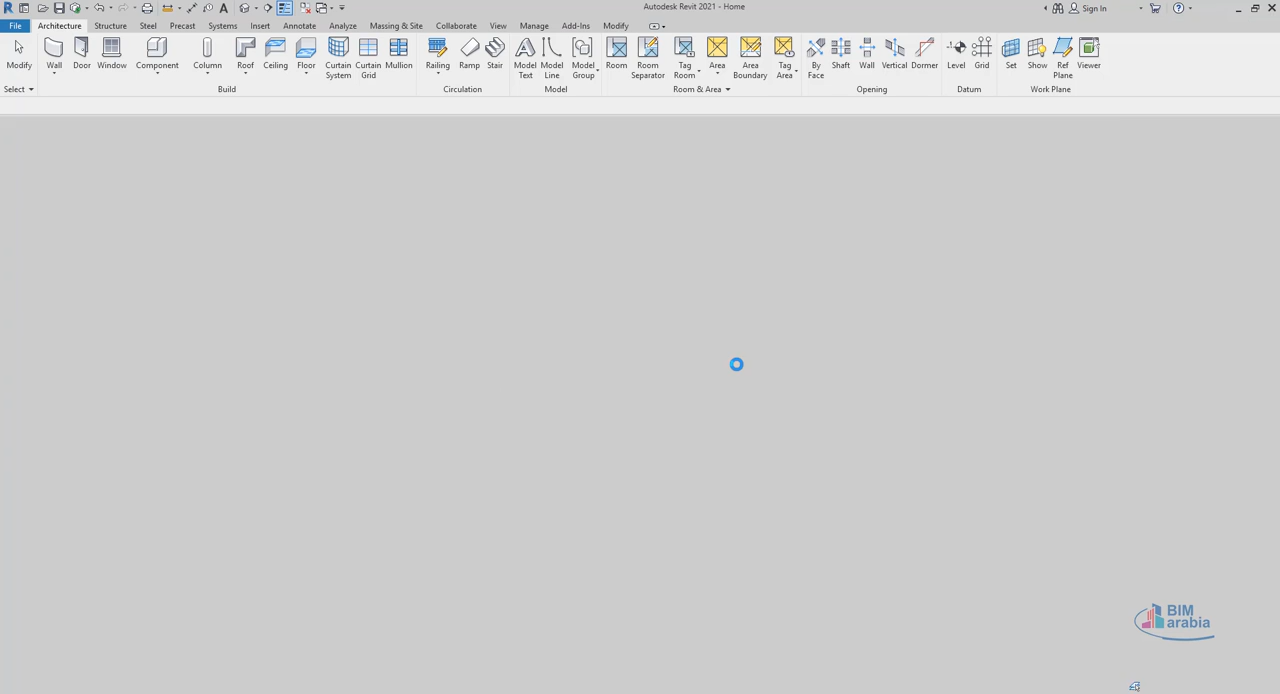 Autodesk Revit 2021 - Home
Sign In
File Architecture Structure Steel Precast Systems Insert Annotate Analyze Massing & Site Collaborate View Manage Add-Ins Modify
Modify Wall Door Window Component Column Roof Ceiling Floor Curtain System Curtain Grid Mullion Railing Ramp Stair Model Text Model Line Model Group Room Room Separator Tag Room Area Area Boundary Tag Area By Face Shaft Wall Vertical Dormer Level Grid Set Show Ref Plane Viewer
Select Build Circulation Model Room & Area Opening Datum Work Plane
BIM
arabia